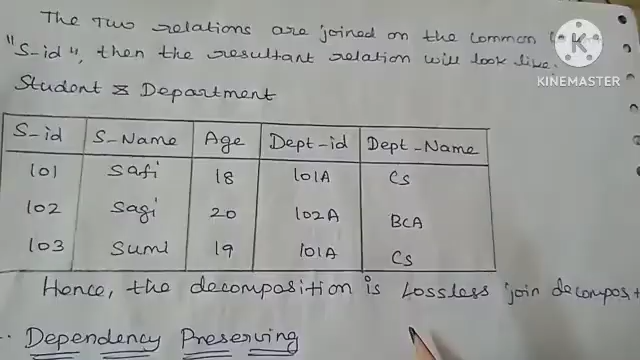 The Two relations are joined on the common
"S-id", then the resultant relation will look like.
Student ⋈ Department
S-id S-Name Age Dept-id Dept-Name
101 Safi 18 101A CS
102 Sagi 20 102A BCA
103 Sumi 19 101A CS
Hence, the decomposition is Lossless join decomposit
Dependency Preserving
K
KINEMASTER